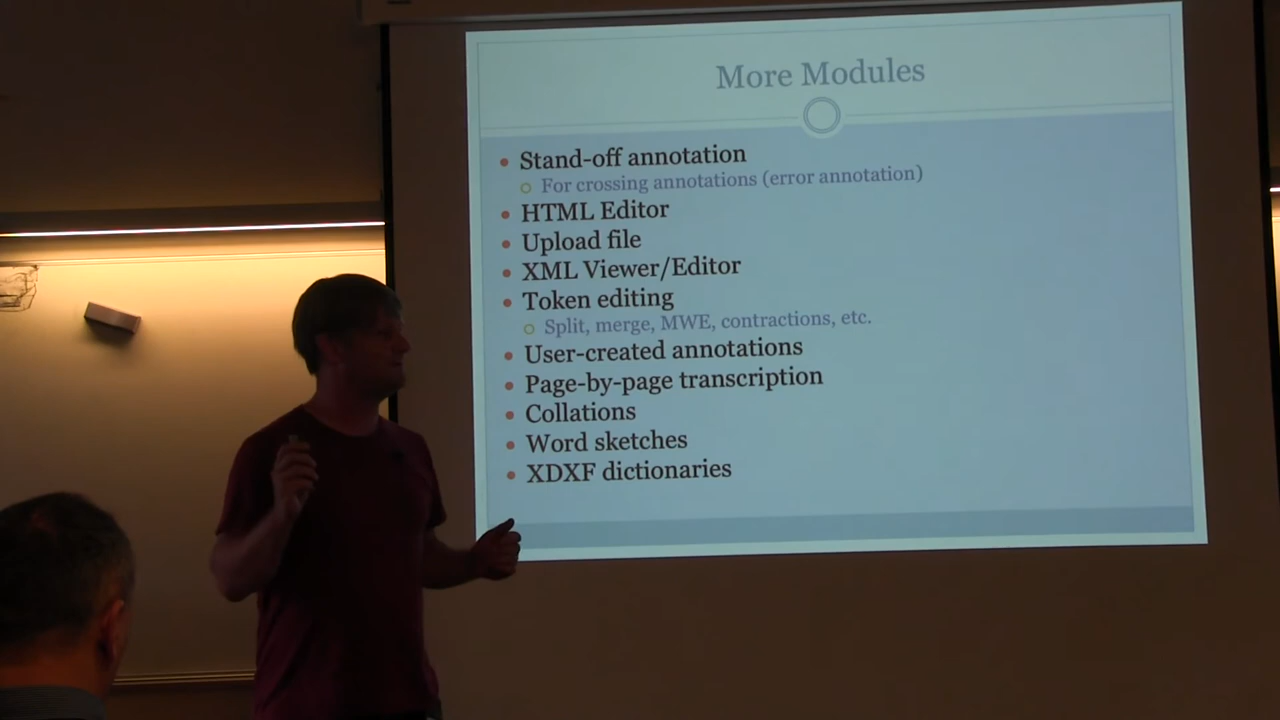 More Modules
Stand-off annotation
For crossing annotations (error annotation)
HTML Editor
Upload file
XML Viewer/Editor
Token editing
Split, merge, MWE, contractions, etc.
User-created annotations
Page-by-page transcription
Collations
Word sketches
XDXF dictionaries